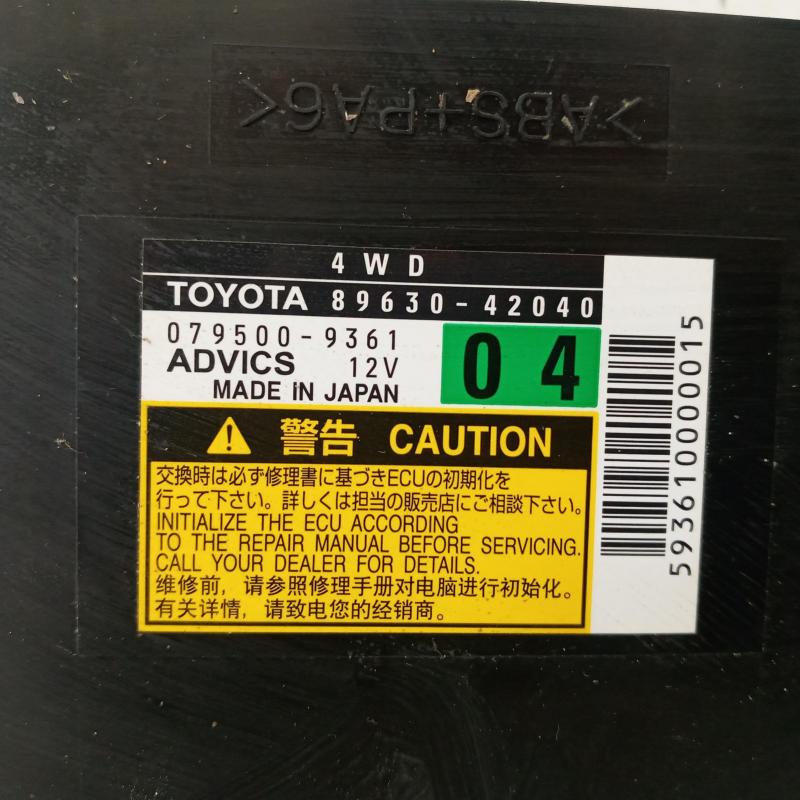 >ABS+PA6<
4WD
TOYOTA 89630-42040
079500-9361
ADVICS 12V
MADE IN JAPAN
04
5936100000015
警告 CAUTION
交換時は必ず修理書に基づきECUの初期化を
行って下さい。詳しくは担当の販売店にご相談下さい。
INITIALIZE THE ECU ACCORDING
TO THE REPAIR MANUAL BEFORE SERVICING.
CALL YOUR DEALER FOR DETAILS.
维修前，请参照修理手册对电脑进行初始化。
有关详情，请致电您的经销商。